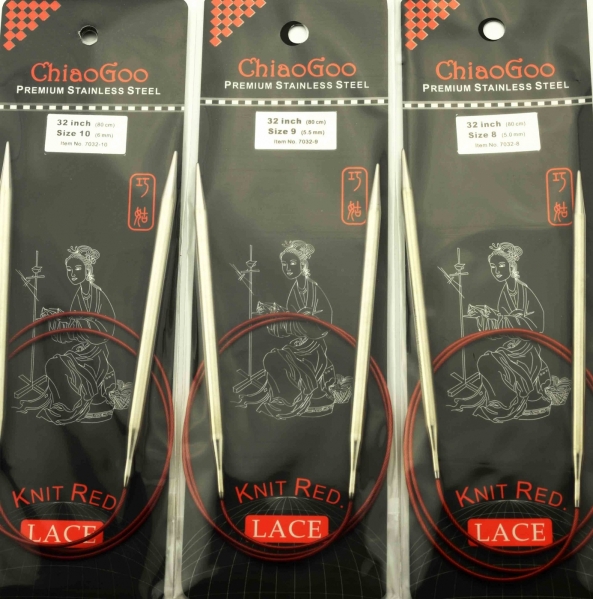 ChiaoGoo
PREMIUM STAINLESS STEEL
32 inch (80 cm)
Size 10 (6 mm)
Item No. 7032-10
巧姑
KNIT RED.
LACE
ChiaoGoo
PREMIUM STAINLESS STEEL
32 inch (80 cm)
Size 9 (5.5 mm)
Item No. 7032-9
巧姑
KNIT RED.
LACE
ChiaoGoo
PREMIUM STAINLESS STEEL
32 inch (80 cm)
Size 8 (5.0 mm)
Item No. 7032-8
巧姑
KNIT RED.
LACE